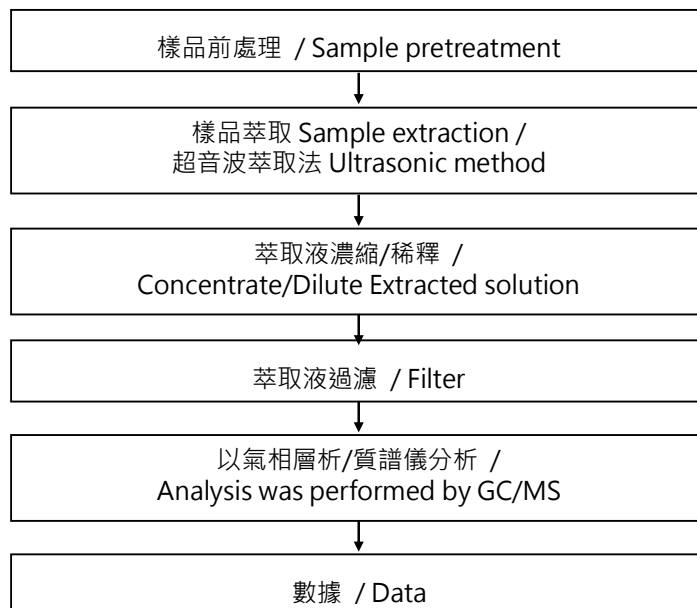 樣品前處理 / Sample pretreatment
樣品萃取 Sample extraction /
超音波萃取法 Ultrasonic method
萃取液濃縮/稀釋 /
Concentrate/Dilute Extracted solution
萃取液過濾 / Filter
以氣相層析/質譜儀分析 /
Analysis was performed by GC/MS
數據 / Data